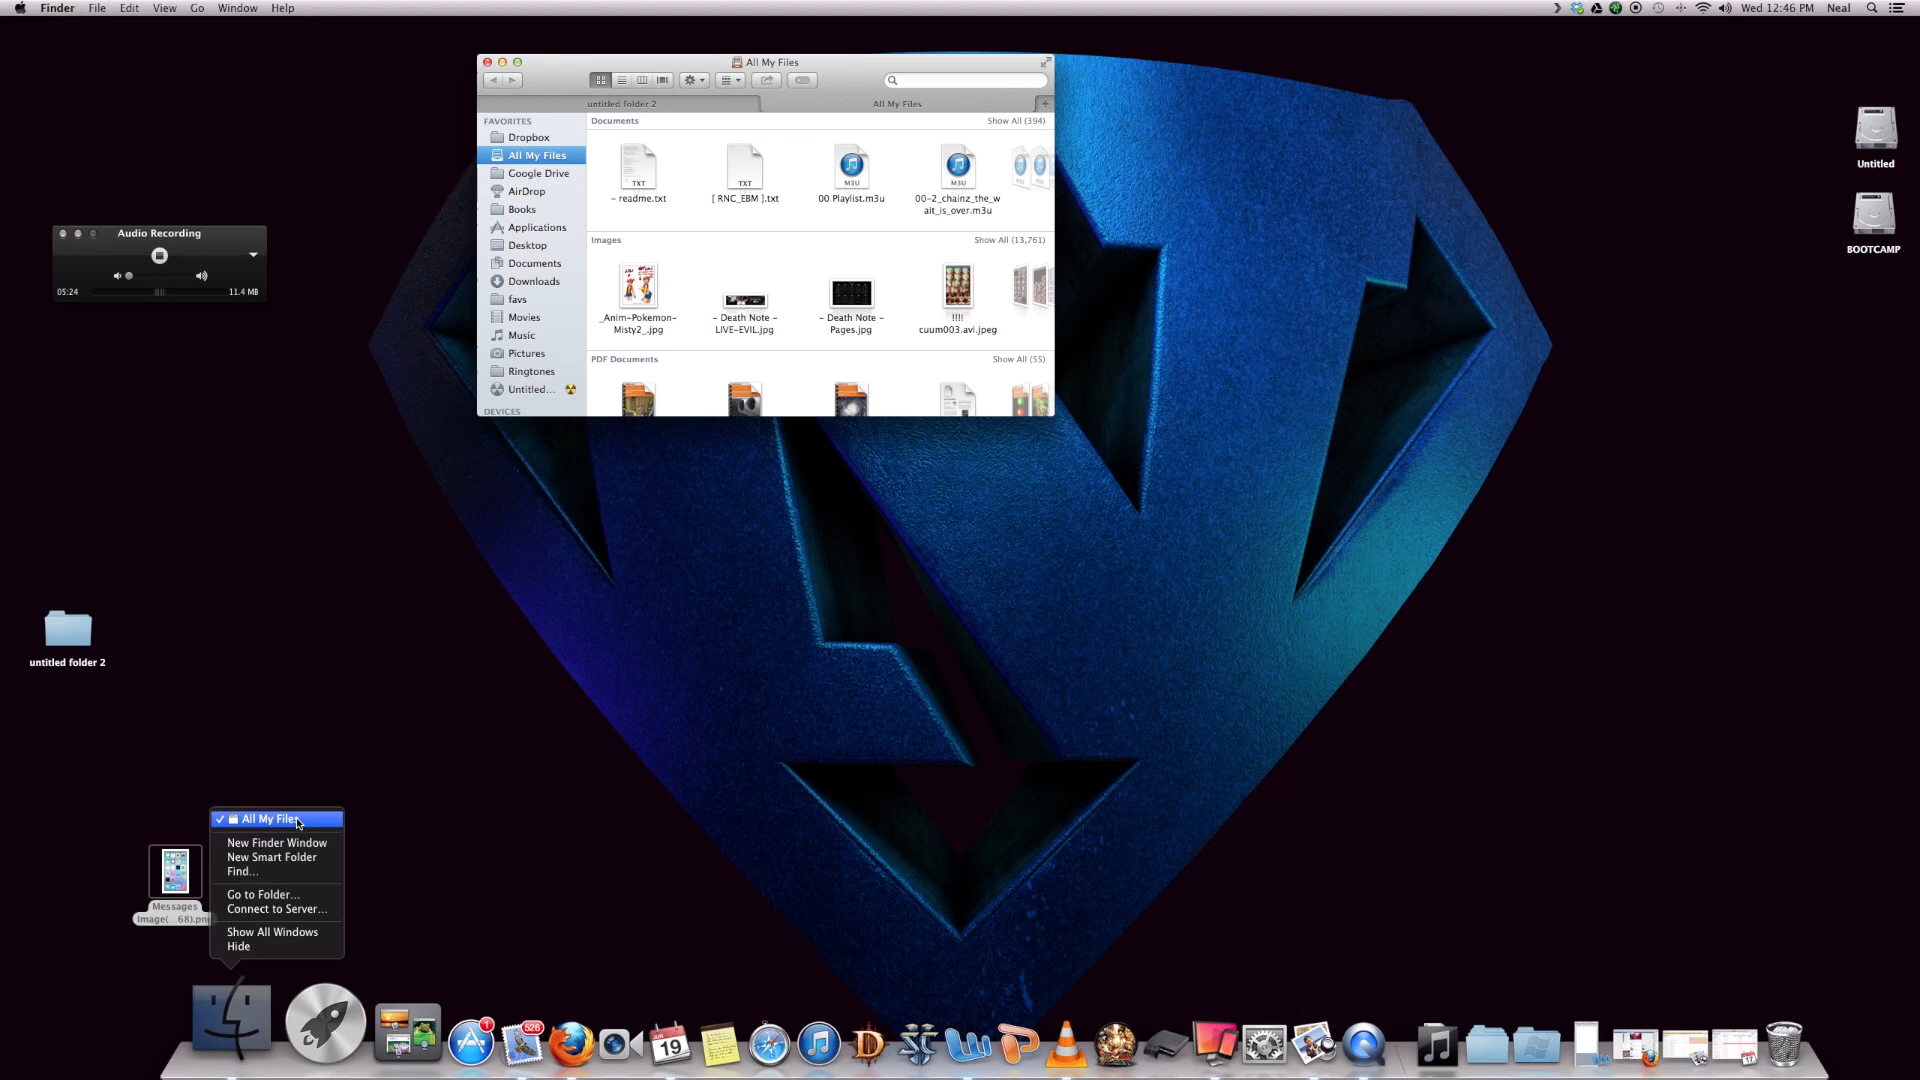 Finder File Edit View Go Window Help
Wed 12:46 PM Neal
All My Files
untitled folder 2
All My Files
FAVORITES
Dropbox
All My Files
Google Drive
AirDrop
Books
Applications
Desktop
Documents
Downloads
favs
Movies
Music
Pictures
Ringtones
Untitled...
DEVICES
Documents
Show All (394)
TXT
TXT
M3U
M3U
- readme.txt
[ RNC_EBM ].txt
00 Playlist.m3u
00-2_chainz_the_w
ait_is_over.m3u
Images
Show All (13,761)
_Anim-Pokemon-
Misty2_.jpg
- Death Note -
LIVE-EVIL.jpg
- Death Note -
Pages.jpg
!!!!
cuum003.avi.jpeg
PDF Documents
Show All (55)
Untitled
BOOTCAMP
Audio Recording
05:24
11.4 MB
untitled folder 2
Messages
Image(...68).png
✓ All My Files
New Finder Window
New Smart Folder
Find...
Go to Folder...
Connect to Server...
Show All Windows
Hide
1
526
JUN
19
17